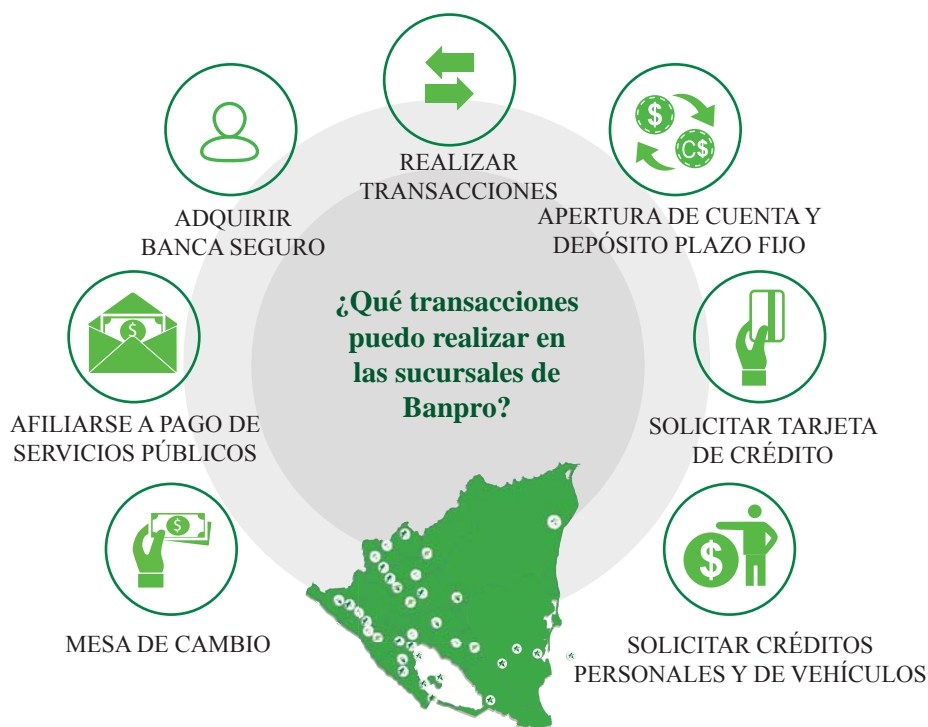 REALIZAR
TRANSACCIONES
ADQUIRIR
BANCA SEGURO
$
C$
APERTURA DE CUENTA Y
DEPÓSITO PLAZO FIJO
¿Qué transacciones
puedo realizar en
las sucursales de
Banpro?
$
AFILIARSE A PAGO DE
SERVICIOS PÚBLICOS
SOLICITAR TARJETA
DE CRÉDITO
$
MESA DE CAMBIO
$
SOLICITAR CRÉDITOS
PERSONALES Y DE VEHÍCULOS